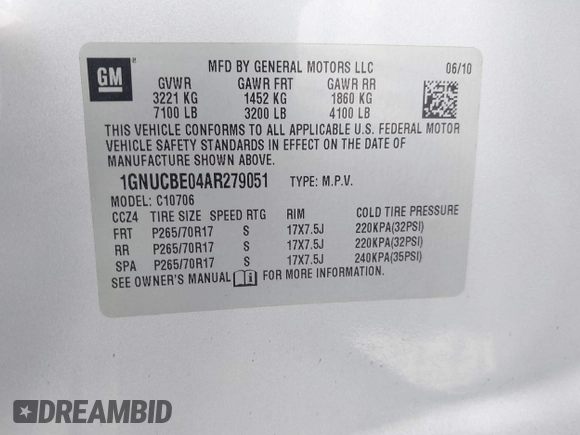 GM
MFD BY GENERAL MOTORS LLC 06/10
GVWR GAWR FRT GAWR RR
3221 KG 1452 KG 1860 KG
7100 LB 3200 LB 4100 LB
THIS VEHICLE CONFORMS TO ALL APPLICABLE U.S. FEDERAL MOTOR
VEHICLE SAFETY STANDARDS IN EFFECT ON THE DATE OF
MANUFACTURE SHOWN ABOVE.
1GNUCBE04AR279051 TYPE: M.P.V.
MODEL: C10706
CCZ4 TIRE SIZE SPEED RTG RIM COLD TIRE PRESSURE
FRT P265/70R17 S 17X7.5J 220KPA(32PSI)
RR P265/70R17 S 17X7.5J 220KPA(32PSI)
SPA P265/70R17 S 17X7.5J 240KPA(35PSI)
SEE OWNER'S MANUAL FOR MORE INFORMATION.
DREAMBID